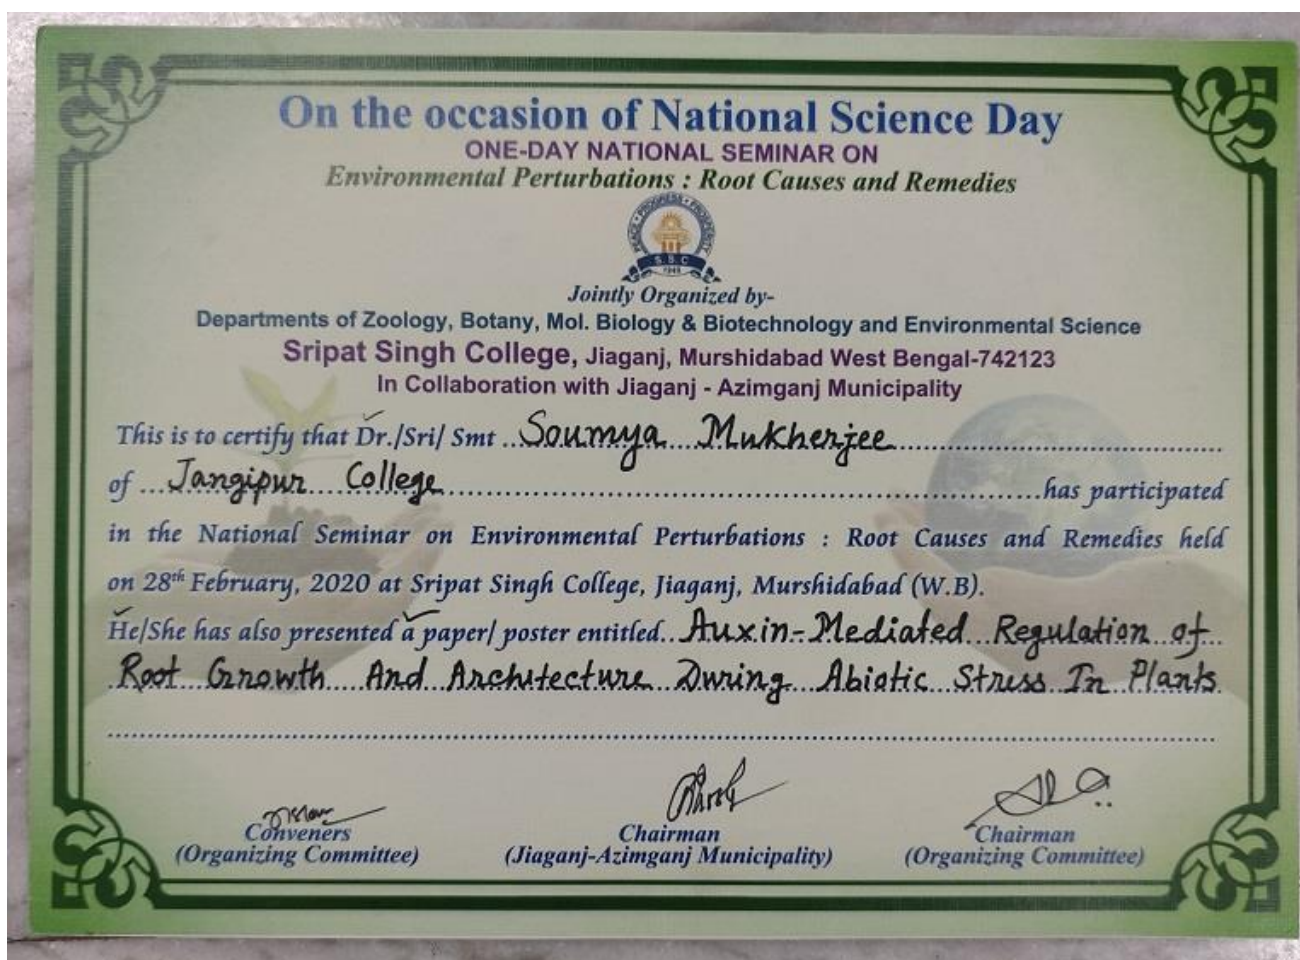 On the occasion of National Science Day
ONE-DAY NATIONAL SEMINAR ON
Environmental Perturbations : Root Causes and Remedies
PEACE • PROGRESS • PROSPERITY
S.S.C
1949
Jointly Organized by-
Departments of Zoology, Botany, Mol. Biology & Biotechnology and Environmental Science
Sripat Singh College, Jiaganj, Murshidabad West Bengal-742123
In Collaboration with Jiaganj - Azimganj Municipality
This is to certify that Dr./Sri/ Smt ...Soumya Mukherjee...
of ...Jangipur College... has participated
in the National Seminar on Environmental Perturbations : Root Causes and Remedies held
on 28th February, 2020 at Sripat Singh College, Jiaganj, Murshidabad (W.B).
He/She has also presented a paper/ poster entitled.. Auxin-Mediated Regulation of
Root Growth And Architecture During Abiotic Stress In Plants
Conveners
(Organizing Committee)
Chairman
(Jiaganj-Azimganj Municipality)
Chairman
(Organizing Committee)